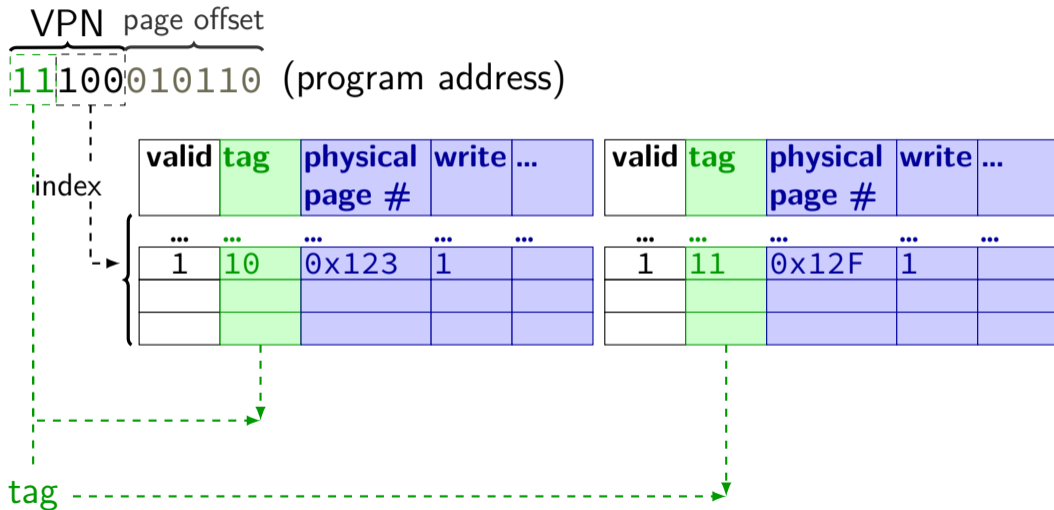 VPN page offset
11100010110 (program address)
valid tag physical page # write ... valid tag physical page # write ...
index
... ... ... ... ... ... ... ... ... ...
1 10 0x123 1 1 11 0x12F 1
tag